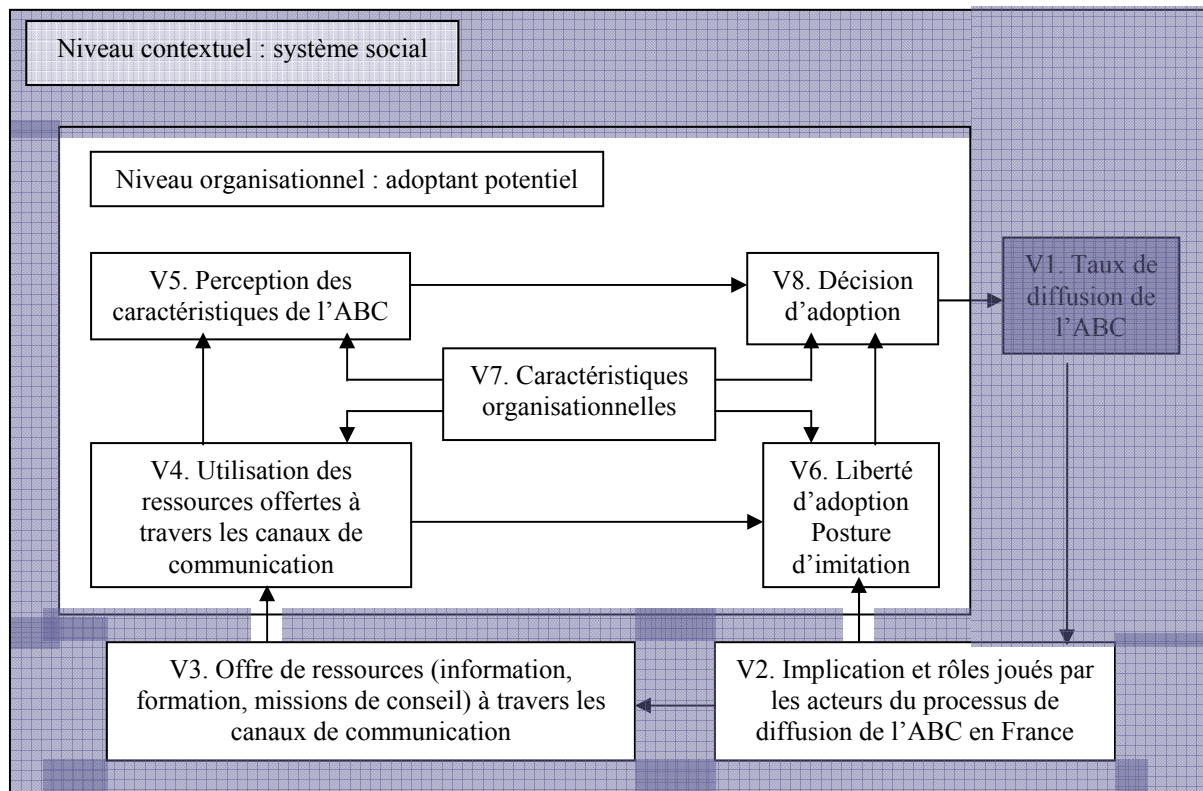 Niveau contextuel : système social
Niveau organisationnel : adoptant potentiel
V5. Perception des
caractéristiques de l’ABC
V8. Décision
d’adoption
V1. Taux de
diffusion de
l’ABC
V7. Caractéristiques
organisationnelles
V4. Utilisation des
ressources offertes à
travers les canaux de
communication
V6. Liberté
d’adoption
Posture
d’imitation
V3. Offre de ressources (information,
formation, missions de conseil) à travers les
canaux de communication
V2. Implication et rôles joués par
les acteurs du processus de
diffusion de l’ABC en France